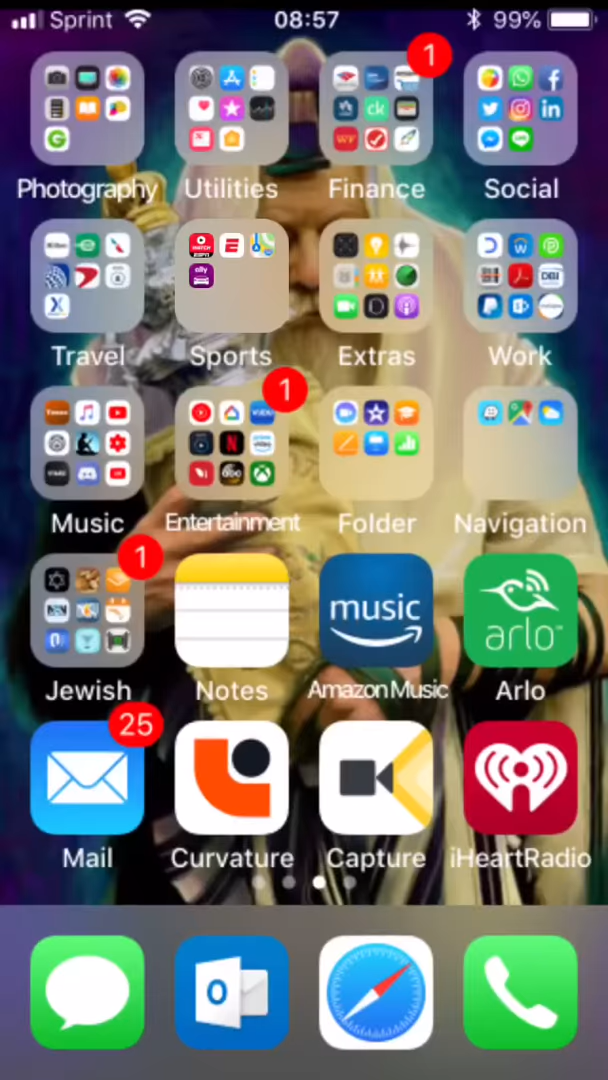 Sprint 08:57 99%
1
Photography Utilities Finance Social
Travel Sports Extras Work
1
Music Entertainment Folder Navigation
1
music
arlo
Jewish Notes Amazon Music Arlo
25
Mail Curvature Capture iHeartRadio
O